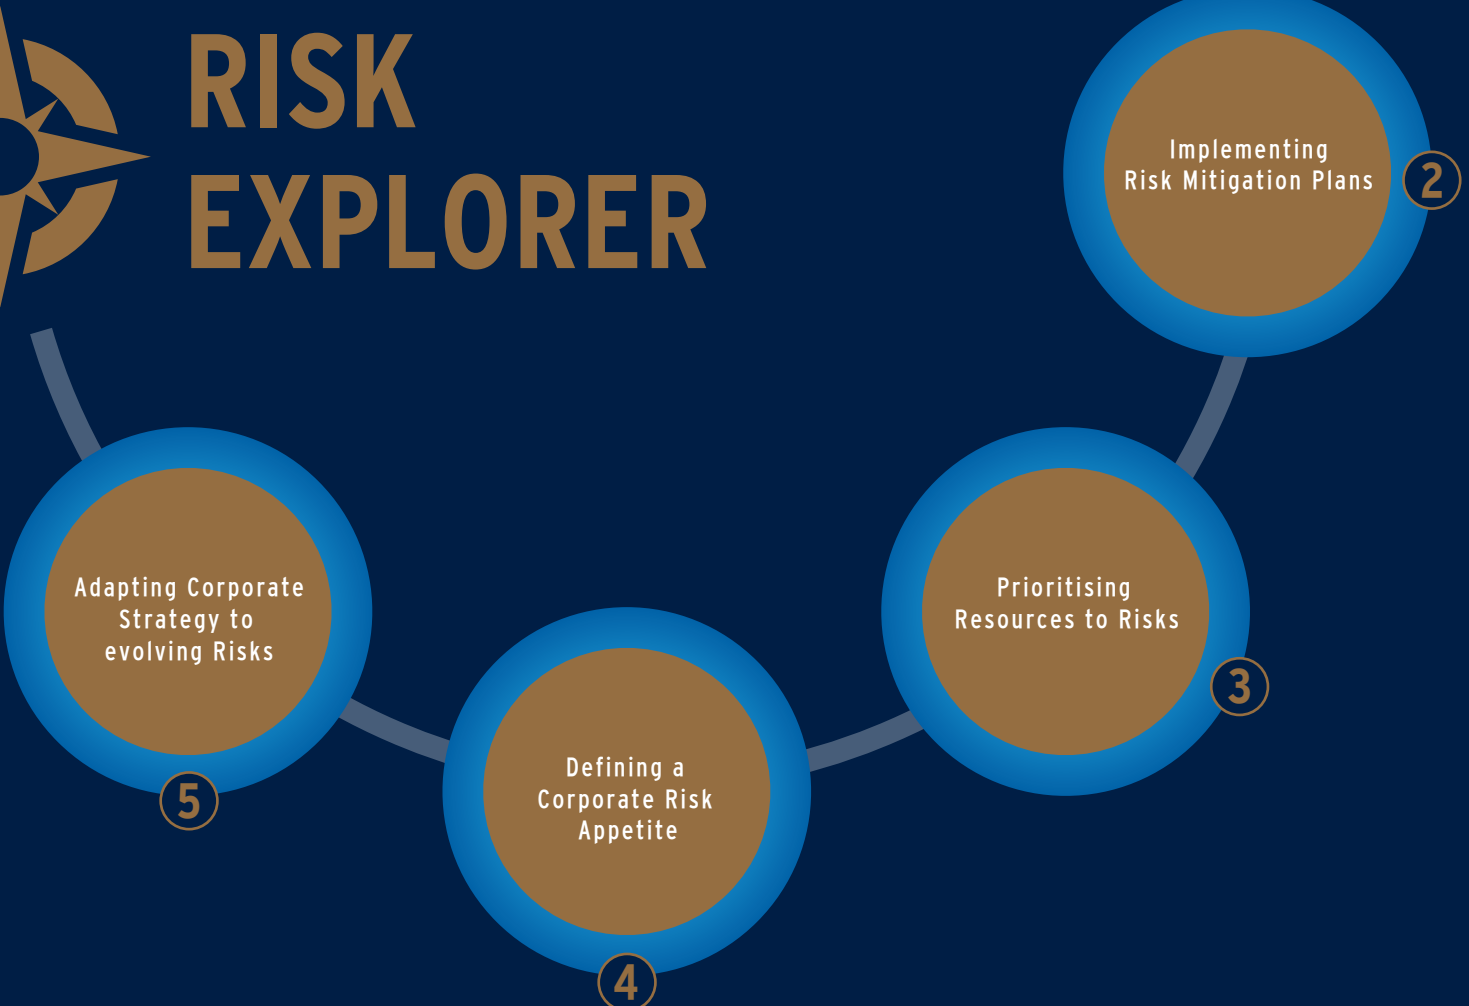 RISK
EXPLORER
Implementing
Risk Mitigation Plans
2
Prioritising
Resources to Risks
3
Defining a
Corporate Risk
Appetite
4
Adapting Corporate
Strategy to
evolving Risks
5